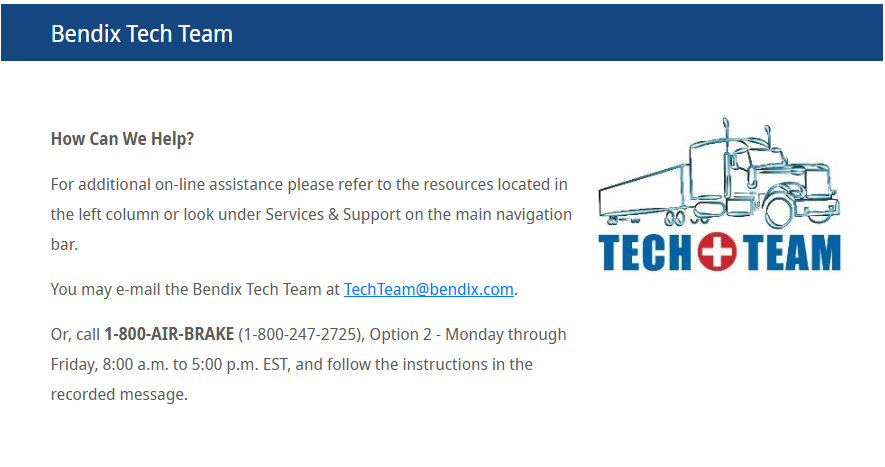 Bendix Tech Team
How Can We Help?
For additional on-line assistance please refer to the resources located in
the left column or look under Services & Support on the main navigation
bar.
You may e-mail the Bendix Tech Team at TechTeam@bendix.com.
Or, call 1-800-AIR-BRAKE (1-800-247-2725), Option 2 - Monday through
Friday, 8:00 a.m. to 5:00 p.m. EST, and follow the instructions in the
recorded message.
TECH TEAM